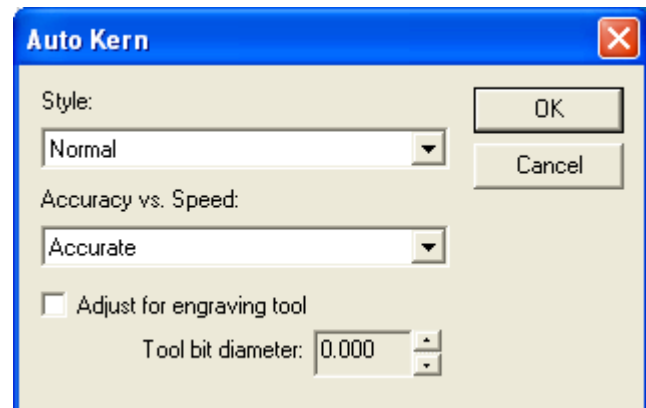 Auto Kern
Style:
OK
Normal
Cancel
Accuracy vs. Speed:
Accurate
Adjust for engraving tool
Tool bit diameter: 0.000